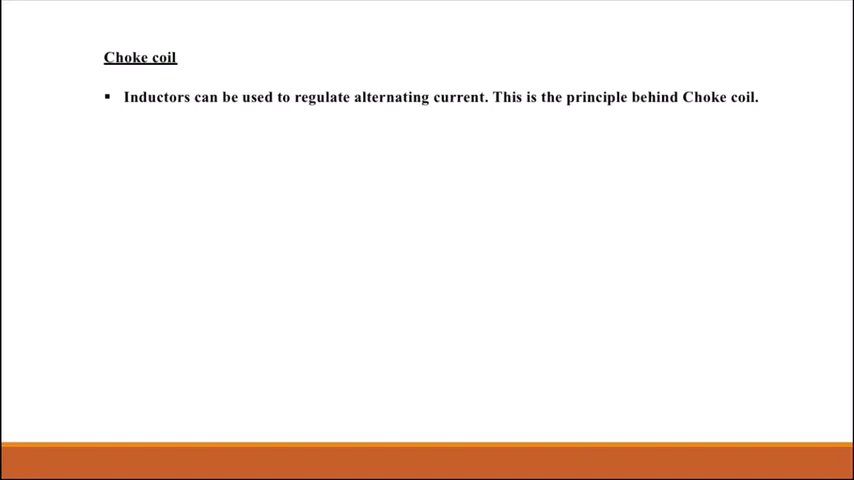 Choke coil
▪ Inductors can be used to regulate alternating current. This is the principle behind Choke coil.